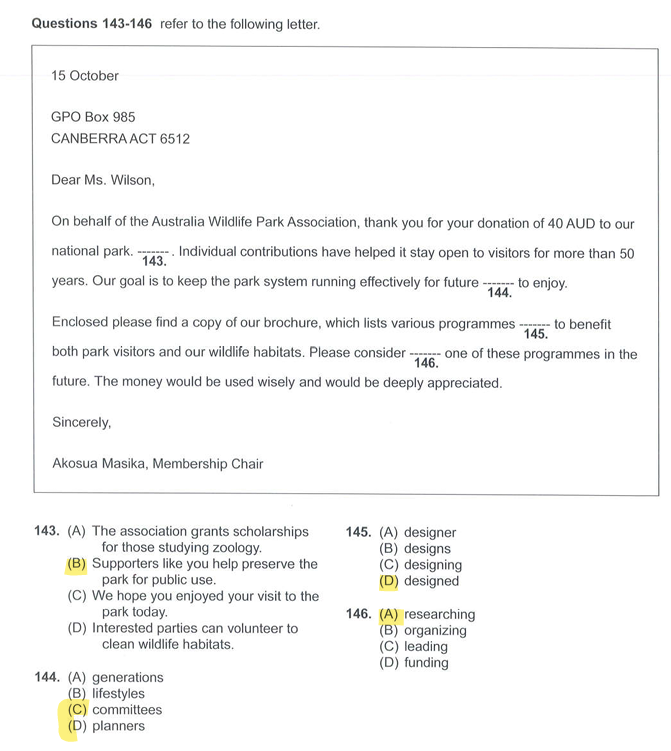 Questions 143-146 refer to the following letter.
15 October
GPO Box 985
CANBERRA ACT 6512
Dear Ms. Wilson,
On behalf of the Australia Wildlife Park Association, thank you for your donation of 40 AUD to our
national park. ------- . Individual contributions have helped it stay open to visitors for more than 50
143.
years. Our goal is to keep the park system running effectively for future ------- to enjoy.
144.
Enclosed please find a copy of our brochure, which lists various programmes ------- to benefit
145.
both park visitors and our wildlife habitats. Please consider ------- one of these programmes in the
146.
future. The money would be used wisely and would be deeply appreciated.
Sincerely,
Akosua Masika, Membership Chair
143. (A) The association grants scholarships
for those studying zoology.
(B) Supporters like you help preserve the
park for public use.
(C) We hope you enjoyed your visit to the
park today.
(D) Interested parties can volunteer to
clean wildlife habitats.
144. (A) generations
(B) lifestyles
(C) committees
(D) planners
145. (A) designer
(B) designs
(C) designing
(D) designed
146. (A) researching
(B) organizing
(C) leading
(D) funding